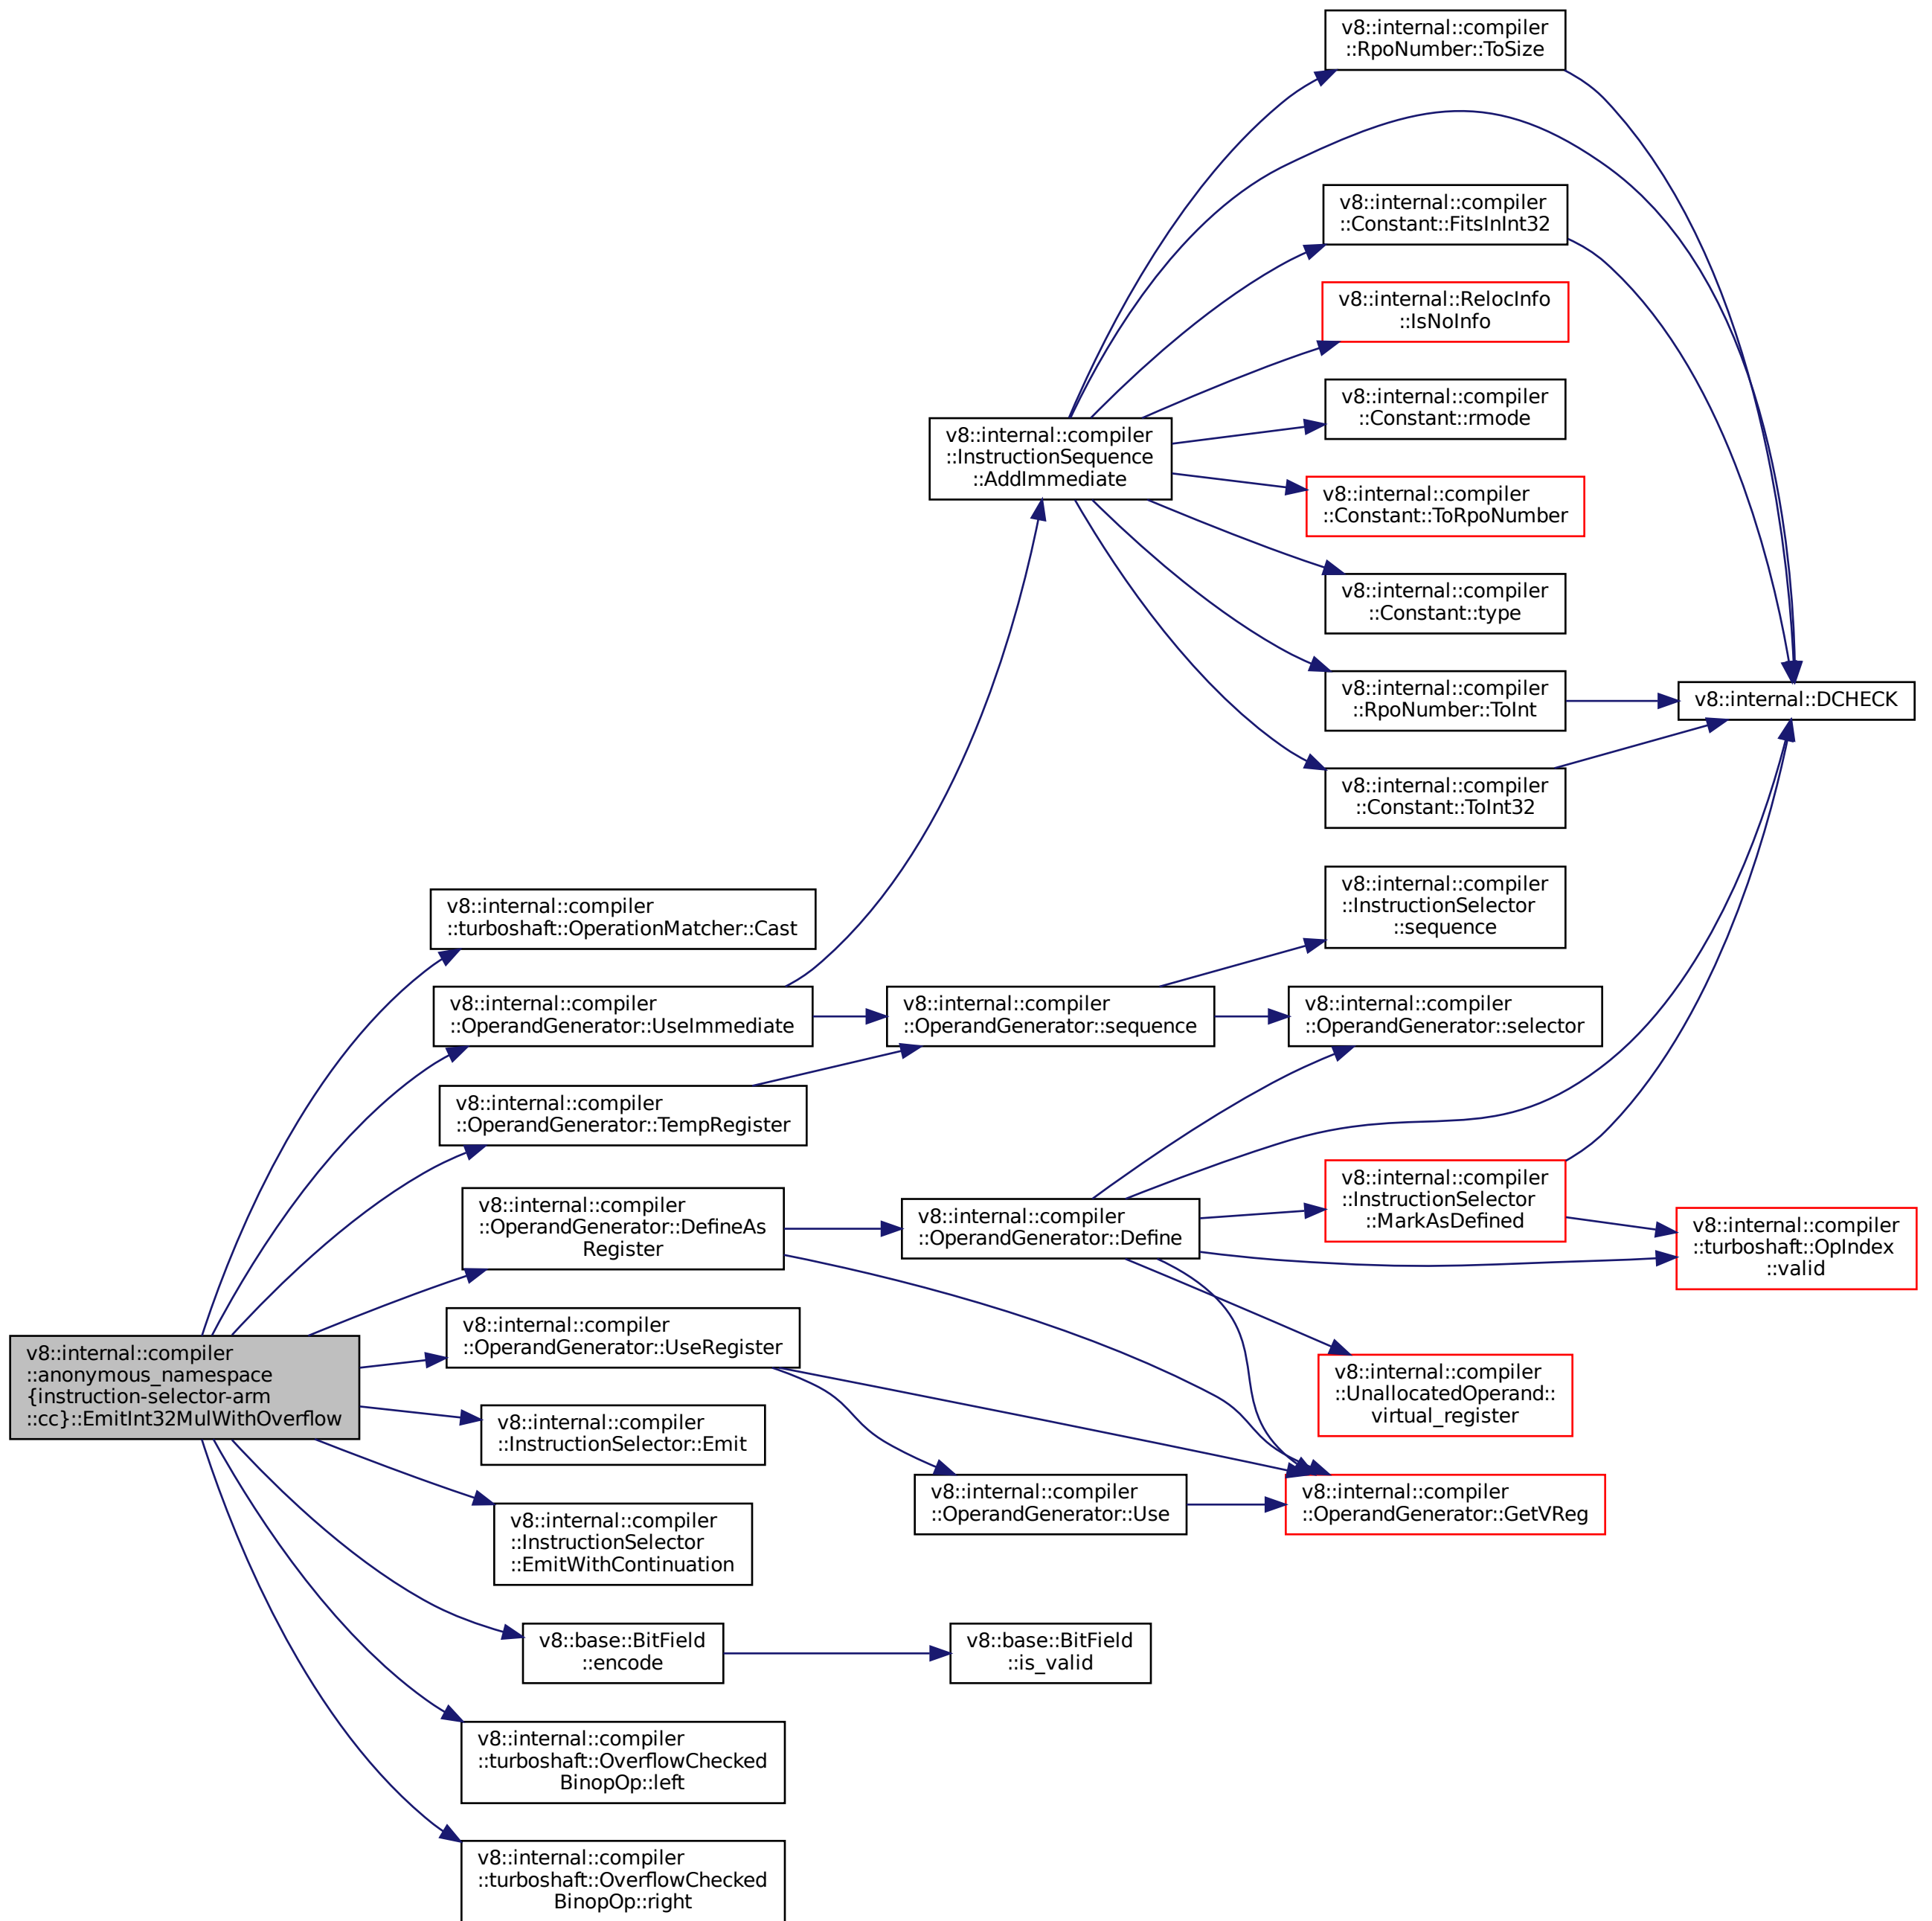 v8::internal::compiler
::RpoNumber::ToSize
v8::internal::compiler
::Constant::FitsInInt32
v8::internal::RelocInfo
::IsNoInfo
v8::internal::compiler
::Constant::rmode
v8::internal::compiler
::InstructionSequence
::AddImmediate
v8::internal::compiler
::Constant::ToRpoNumber
v8::internal::compiler
::Constant::type
v8::internal::compiler
::RpoNumber::ToInt
v8::internal::DCHECK
v8::internal::compiler
::Constant::ToInt32
v8::internal::compiler
::turboshaft::OperationMatcher::Cast
v8::internal::compiler
::InstructionSelector
::sequence
v8::internal::compiler
::OperandGenerator::UseImmediate
v8::internal::compiler
::OperandGenerator::sequence
v8::internal::compiler
::OperandGenerator::selector
v8::internal::compiler
::OperandGenerator::TempRegister
v8::internal::compiler
::OperandGenerator::DefineAs
Register
v8::internal::compiler
::OperandGenerator::Define
v8::internal::compiler
::InstructionSelector
::MarkAsDefined
v8::internal::compiler
::turboshaft::OpIndex
::valid
v8::internal::compiler
::OperandGenerator::UseRegister
v8::internal::compiler
::anonymous_namespace
{instruction-selector-arm
::cc}::EmitInt32MulWithOverflow
v8::internal::compiler
::UnallocatedOperand::
virtual_register
v8::internal::compiler
::InstructionSelector::Emit
v8::internal::compiler
::OperandGenerator::Use
v8::internal::compiler
::OperandGenerator::GetVReg
v8::internal::compiler
::InstructionSelector
::EmitWithContinuation
v8::base::BitField
::encode
v8::base::BitField
::is_valid
v8::internal::compiler
::turboshaft::OverflowChecked
BinopOp::left
v8::internal::compiler
::turboshaft::OverflowChecked
BinopOp::right